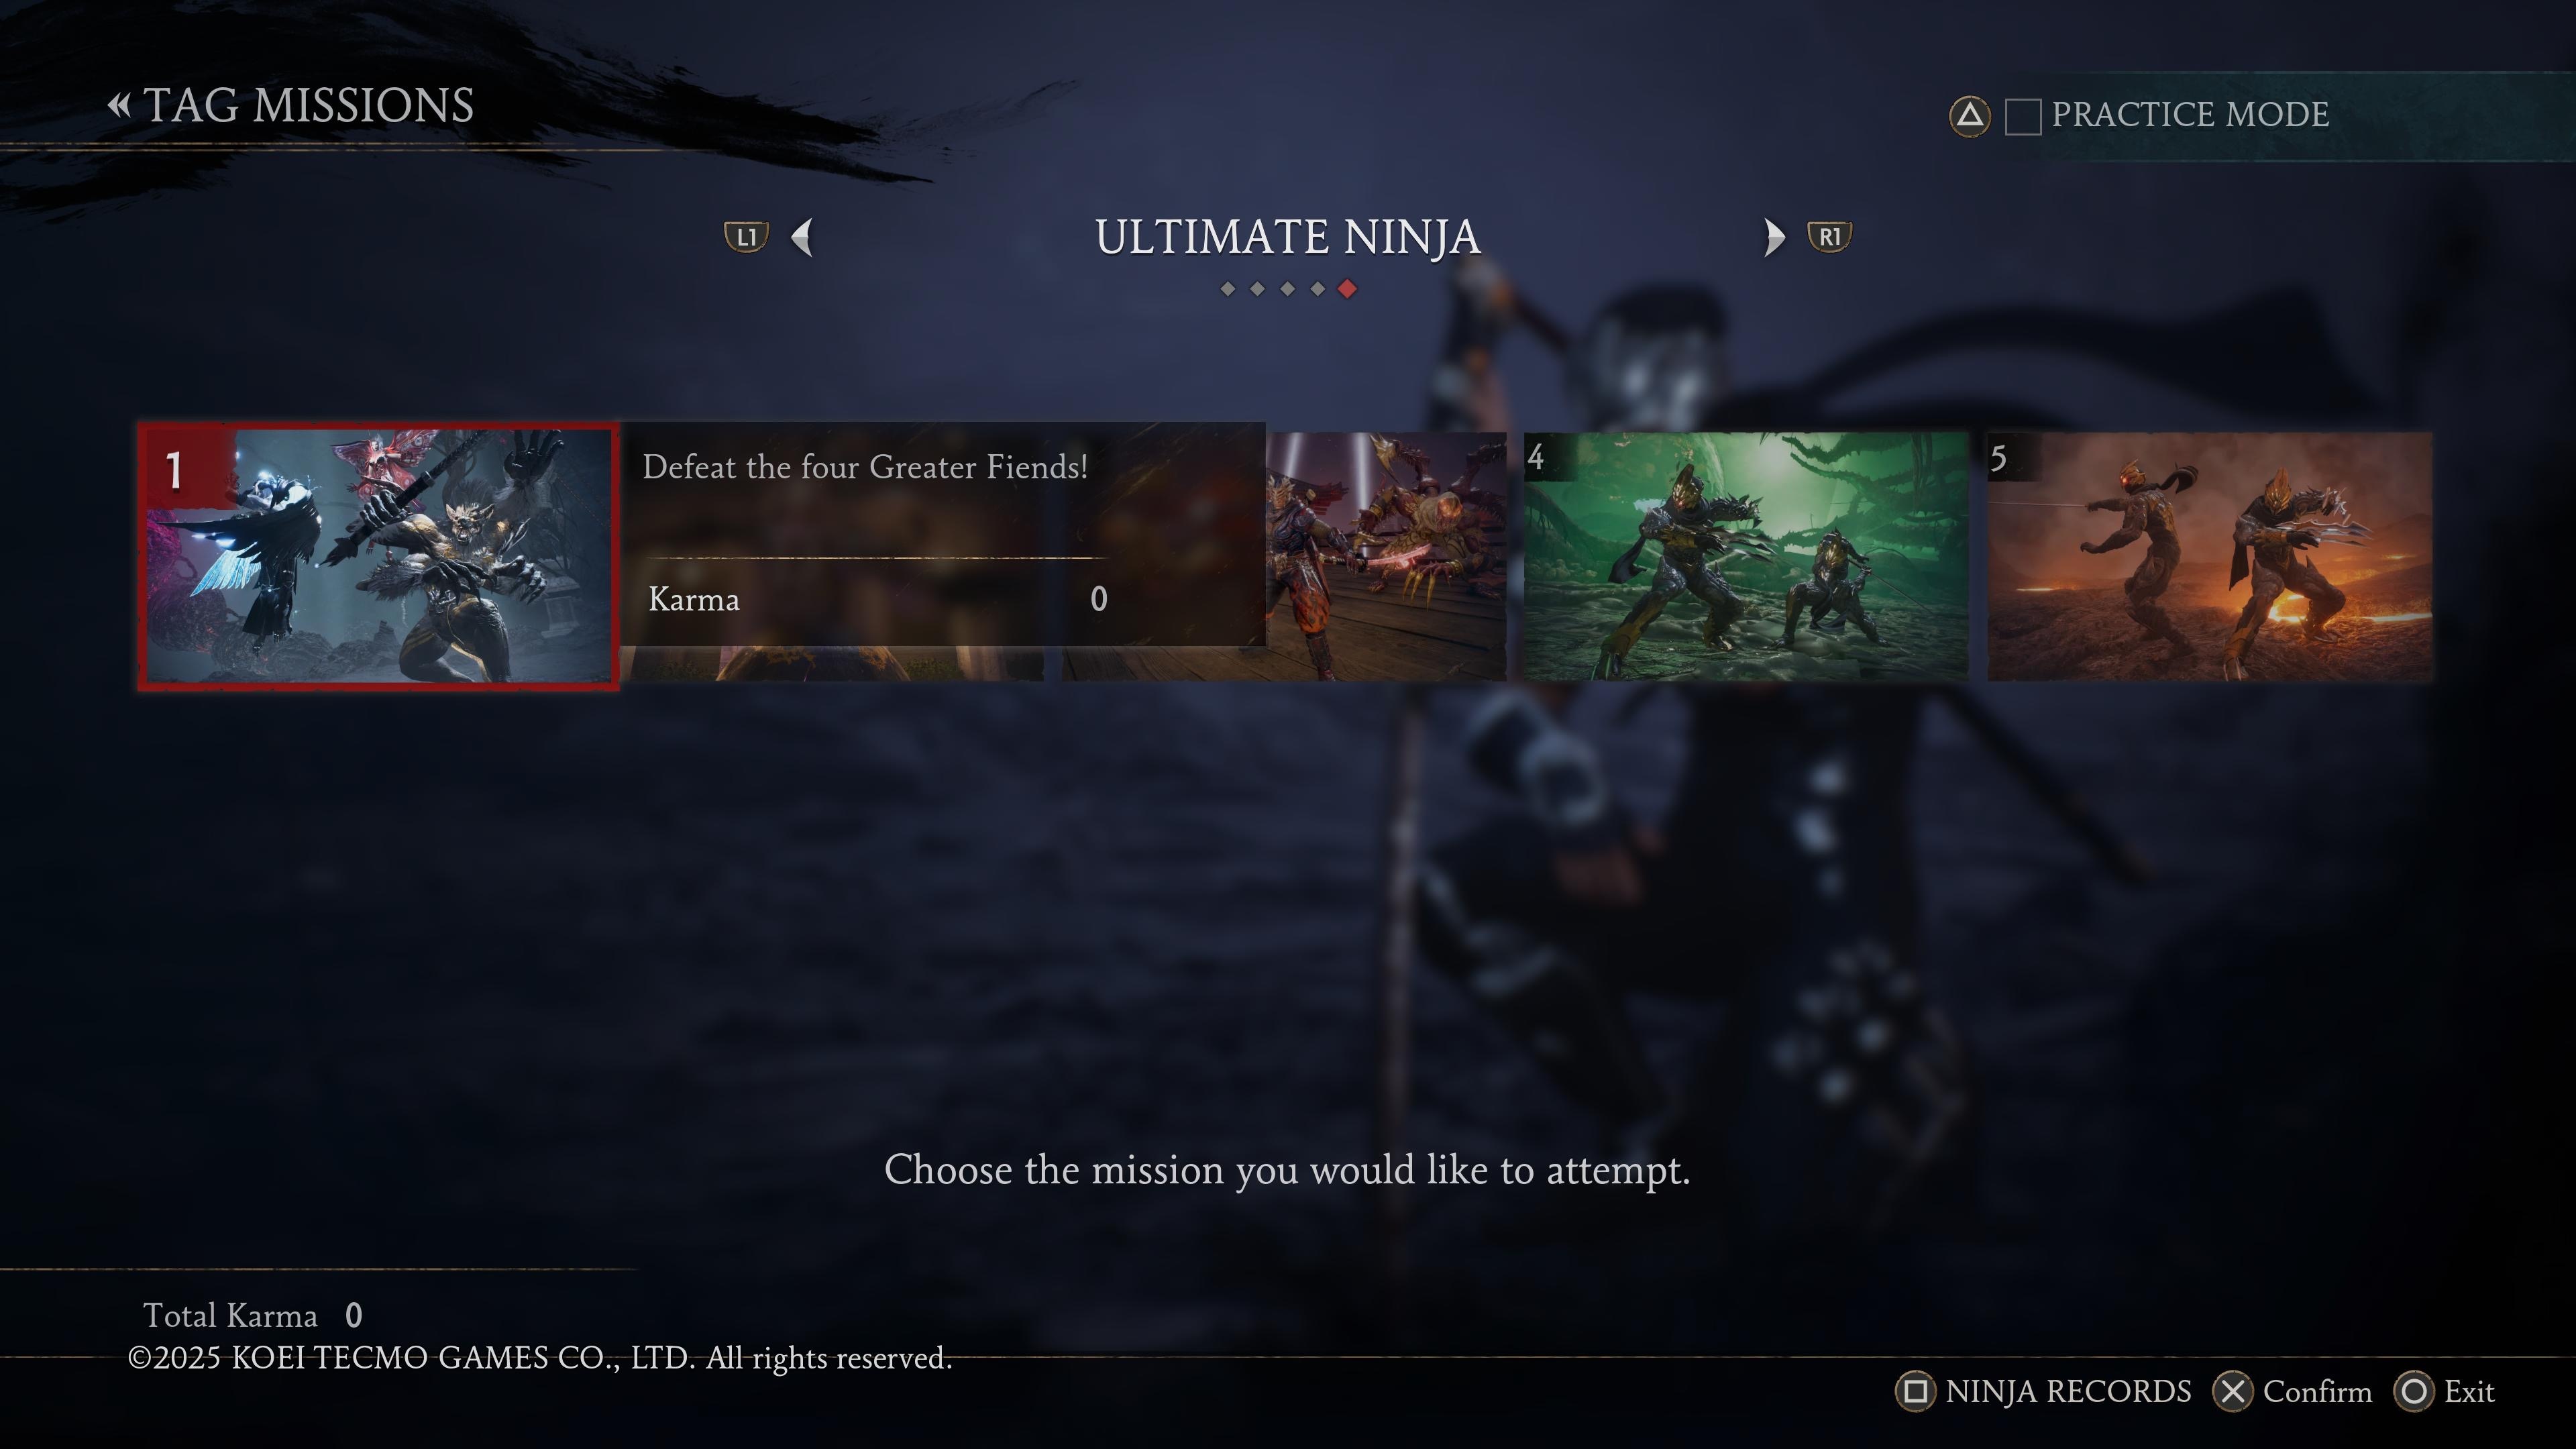 TAG MISSIONS
PRACTICE MODE
L1
ULTIMATE NINJA
R1
1
Defeat the four Greater Fiends!
Karma 0
4
5
Choose the mission you would like to attempt.
Total Karma 0
©2025 KOEI TECMO GAMES CO., LTD. All rights reserved.
NINJA RECORDS Confirm Exit